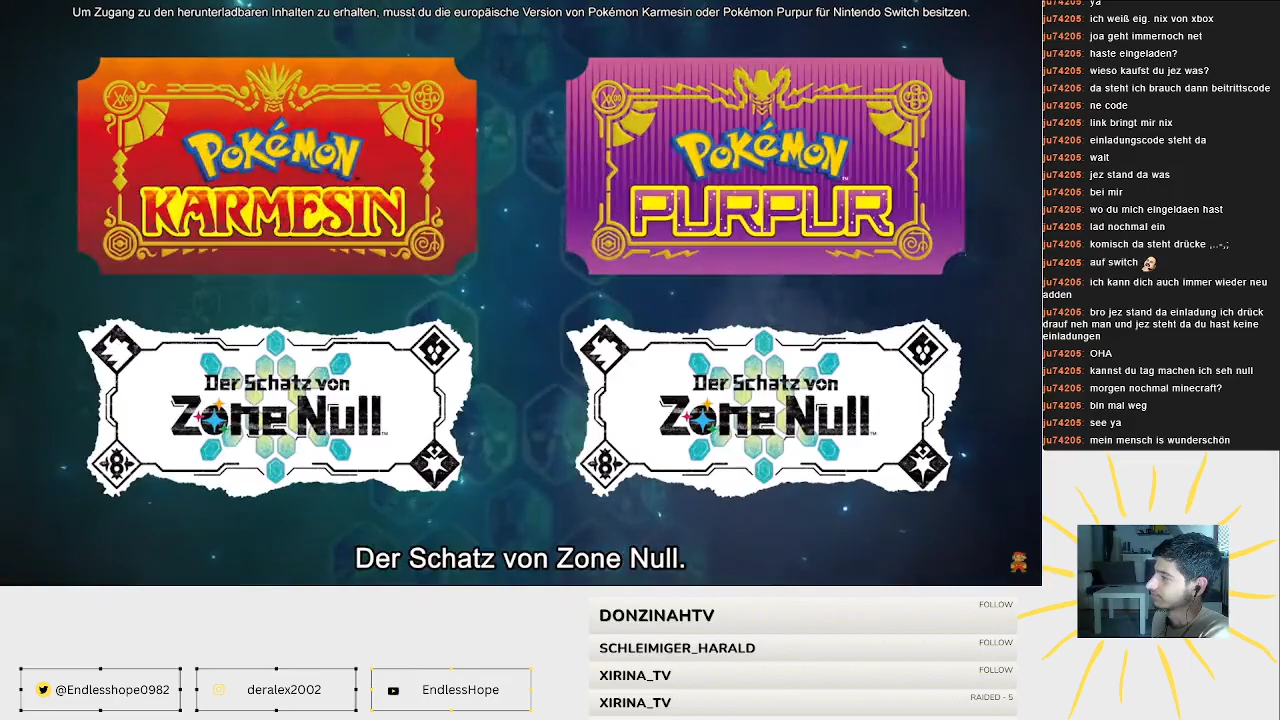 Um Zugang zu den herunterladbaren Inhalten zu erhalten, musst du die europäische Version von Pokémon Karmesin oder Pokémon Purpur für Nintendo Switch besitzen.
POKéMON
KARMESIN
POKéMON
PURPUR
Der Schatz von
Zone Null
Der Schatz von
Zone Null
Der Schatz von Zone Null.
ju74205: ya
ju74205: ich weiß eig. nix von xbox
ju74205: joa geht immernoch net
ju74205: haste eingeladen?
ju74205: wieso kaufst du jez was?
ju74205: da steht ich brauch dann beitrittscode
ju74205: ne code
ju74205: link bringt mir nix
ju74205: einladungscode steht da
ju74205: wait
ju74205: jez stand da was
ju74205: bei mir
ju74205: wo du mich eingeldaen hast
ju74205: lad nochmal ein
ju74205: komisch da steht drücke ,..-,;
ju74205: auf switch
ju74205: ich kann dich auch immer wieder neu
adden
ju74205: bro jez stand da einladung ich drück
drauf neh man und jez steht da du hast keine
einladungen
ju74205: OHA
ju74205: kannst du tag machen ich seh null
ju74205: morgen nochmal minecraft?
ju74205: bin mal weg
ju74205: see ya
ju74205: mein mensch is wunderschön
DONZINAHTV FOLLOW
SCHLEIMIGER_HARALD FOLLOW
XIRINA_TV FOLLOW
XIRINA_TV RAIDED - 5
@Endlesshope0982
deralex2002
EndlessHope